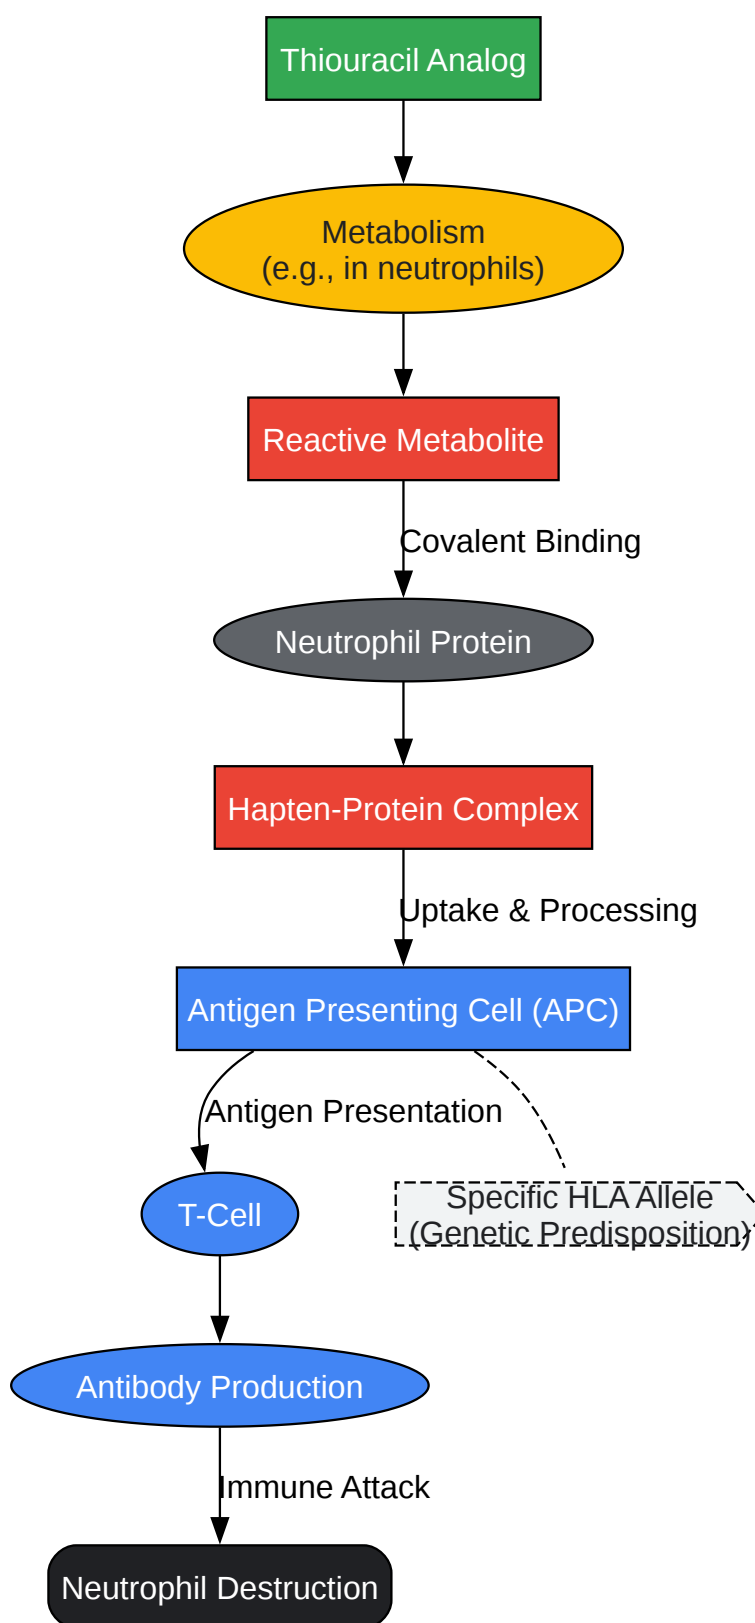 Thiouracil Analog
Metabolism
(e.g., in neutrophils)
Reactive Metabolite
Covalent Binding
Neutrophil Protein
Hapten-Protein Complex
Uptake & Processing
Antigen Presenting Cell (APC)
Antigen Presentation
T-Cell
Specific HLA Allele
(Genetic Predisposition)
Antibody Production
Immune Attack
Neutrophil Destruction